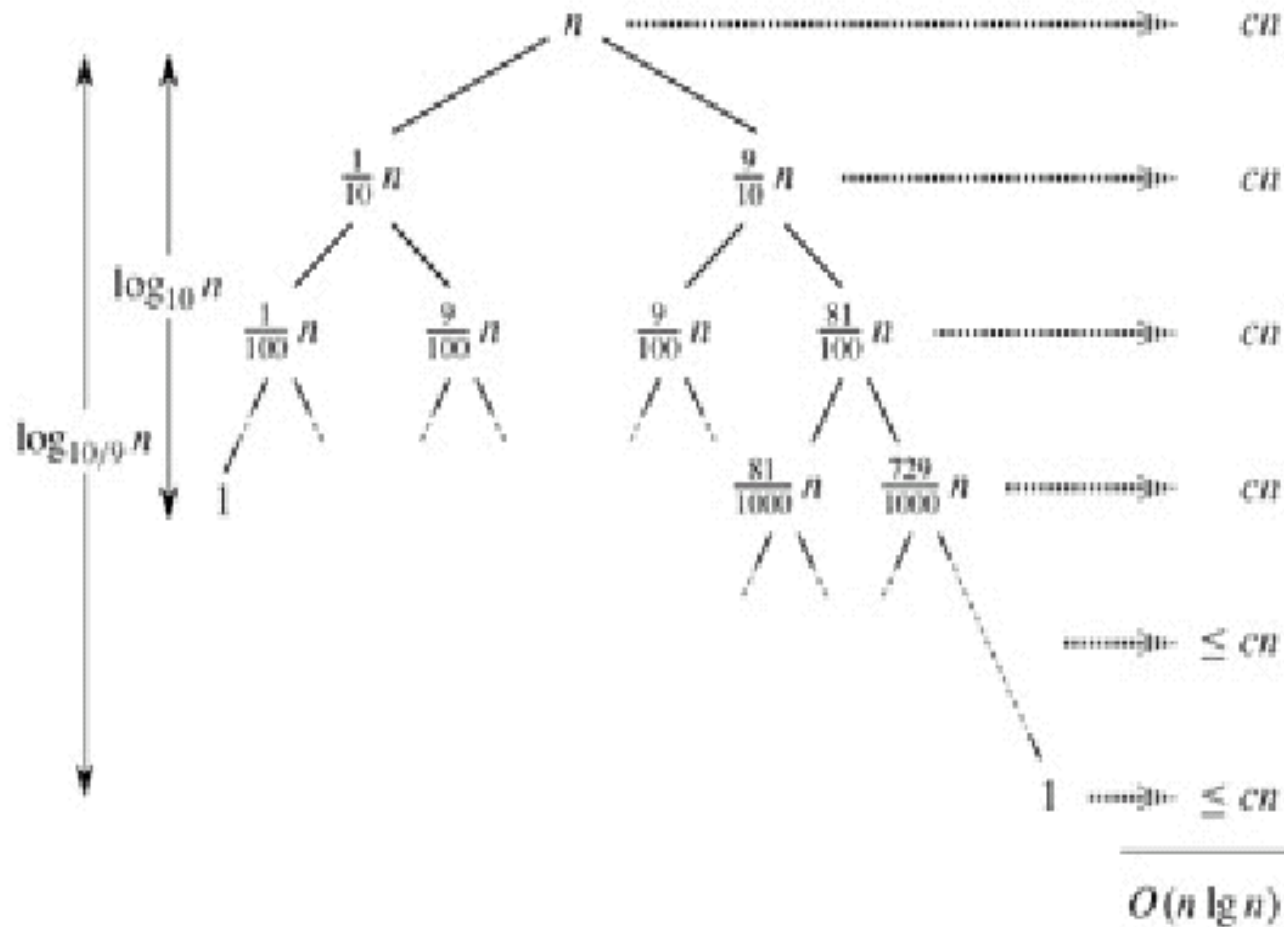 n cn
1/10 n 9/10 n cn
log₁₀ n
1/100 n 9/100 n 9/100 n 81/100 n cn
log₁₀/₉ n
1 81/1000 n 729/1000 n cn
≤ cn
1 ≤ cn
O(n lg n)